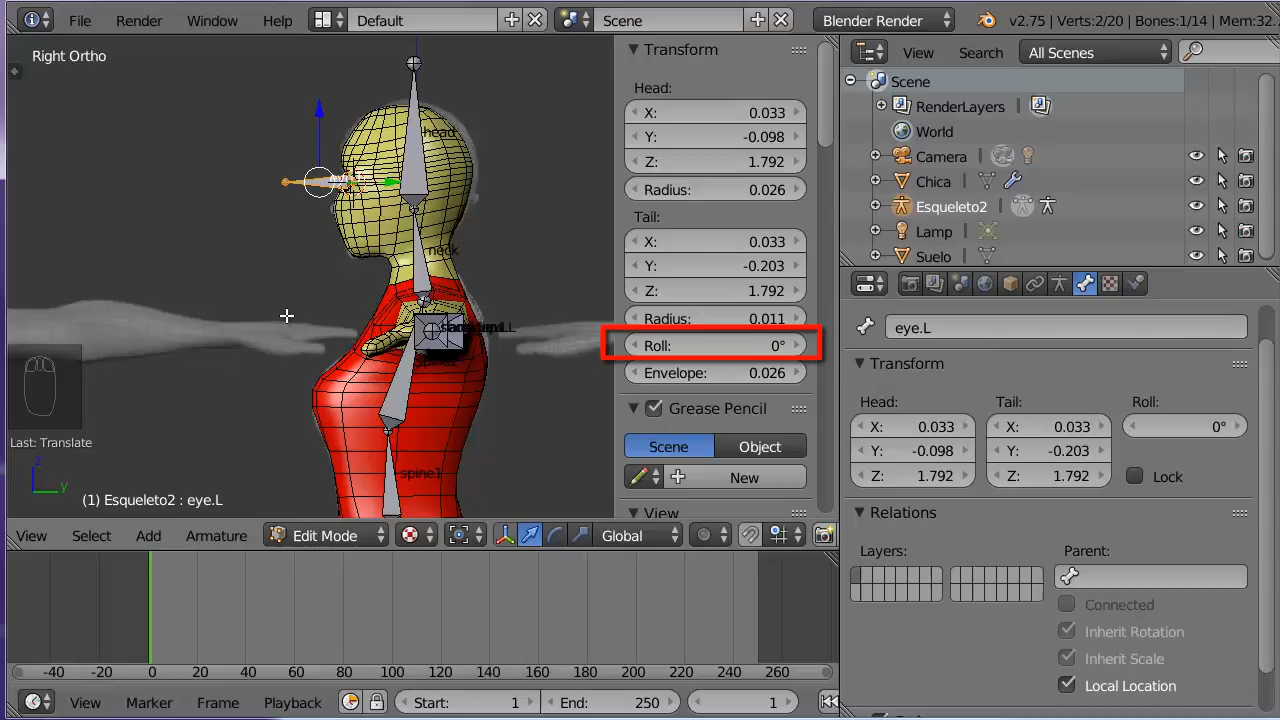 File Render Window Help Default Scene Blender Render v2.75 | Verts:2/20 | Bones:1/14 | Mem:32.
Right Ortho
head
neck
spine1
Last: Translate
z
y
(1) Esqueleto2 : eye.L
Transform
Head:
X: 0.033
Y: -0.098
Z: 1.792
Radius: 0.026
Tail:
X: 0.033
Y: -0.203
Z: 1.792
Radius: 0.011
Roll: 0°
Envelope: 0.026
Grease Pencil
Scene Object
New
View
View Select Add Armature Edit Mode Global
-40 -20 0 20 40 60 80 100 120 140 160 180 200 220 240 260 280
View Marker Frame Playback Start: 1 End: 250 1
View Search All Scenes
Scene
RenderLayers
World
Camera
Chica
Esqueleto2
Lamp
Suelo
eye.L
Transform
Head: Tail: Roll:
X: 0.033 X: 0.033 0°
Y: -0.098 Y: -0.203
Z: 1.792 Z: 1.792 Lock
Relations
Layers: Parent:
Connected
Inherit Rotation
Inherit Scale
Local Location